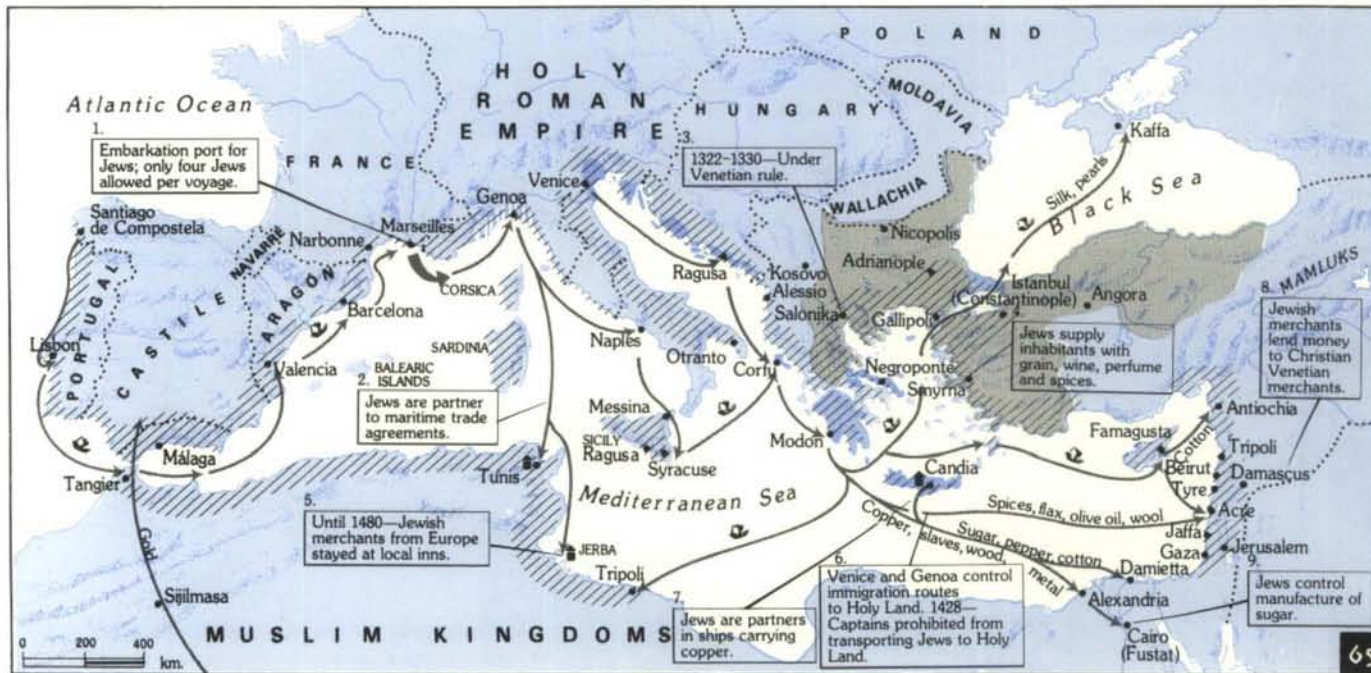 POLAND
HOLY
ROMAN
EMPIRE
HUNGARY
MOLDAVIA
Atlantic Ocean
FRANCE
WALLACHIA
Kaffa
Silk, pearls
Black Sea
1.
Embarkation port for
Jews; only four Jews
allowed per voyage.
3.
1322-1330—Under
Venetian rule.
Santiago
de Compostela
NAVARRE
Narbonne
Marseilles
Genoa
Venice
CORSICA
Ragusa
Kosovo
Alessio
Salonika
Nicopolis
Adrianople
Istanbul
(Constantinople)
Angora
Gallipoli
4.
Jews supply
inhabitants with
grain, wine, perfume
and spices.
8. MAMLUKS
Jewish
merchants
lend money
to Christian
Venetian
merchants.
PORTUGAL
CASTILE
ARAGÓN
Barcelona
Lisbon
Valencia
BALEARIC
ISLANDS
SARDINIA
Naples
Otranto
Corfu
Negroponte
Smyrna
2.
Jews are partner
to maritime trade
agreements.
Messina
SICILY
Ragusa
Syracuse
Modon
Famagusta
Cotton
Antiochia
Tripoli
Beirut
Damascus
Tyre
Acre
Jaffa
Gaza
Jerusalem
Málaga
Tangier
Tunis
Mediterranean Sea
Candia
Spices, flax, olive oil, wool
Sugar, pepper, cotton
Copper, slaves, wood, metal
Damietta
Alexandria
Cairo
(Fustat)
5.
Until 1480—Jewish
merchants from Europe
stayed at local inns.
JERBA
Tripoli
Gold
Sijilmasa
MUSLIM KINGDOMS
7.
Jews are partners
in ships carrying
copper.
6.
Venice and Genoa control
immigration routes
to Holy Land. 1428—
Captains prohibited from
transporting Jews to Holy
Land.
9.
Jews control
manufacture of
sugar.
0 200 400
km.